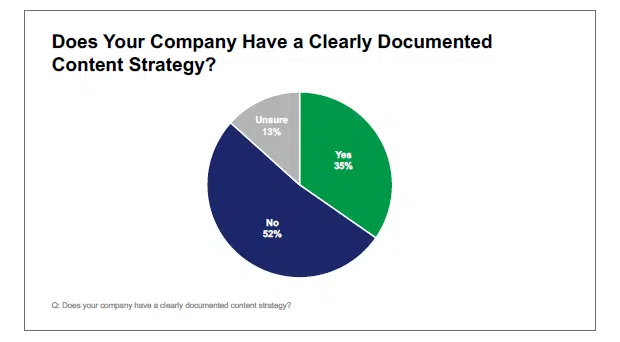 Does Your Company Have a Clearly Documented
Content Strategy?
Unsure
13%
Yes
35%
No
52%
Q: Does your company have a clearly documented content strategy?